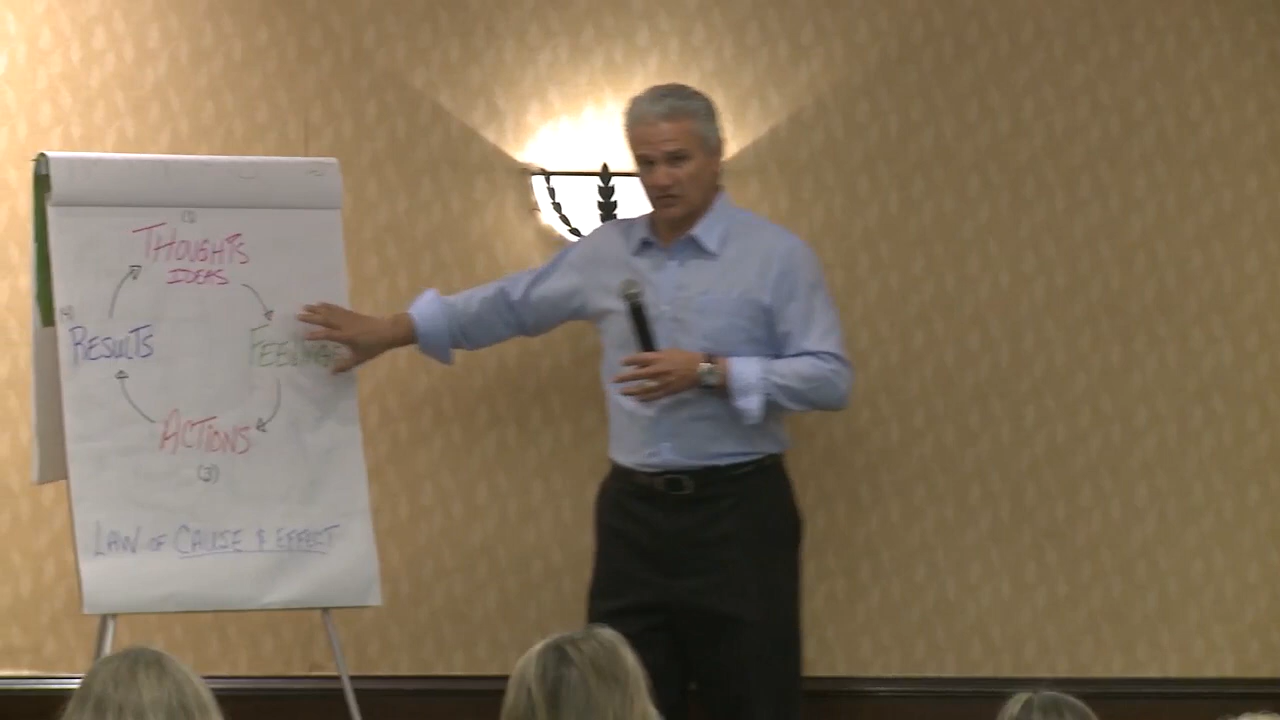 (1)
THOUGHTS
IDEAS
(4)
RESULTS
FEELINGS
ACTIONS
(3)
LAW OF CAUSE & EFFECT